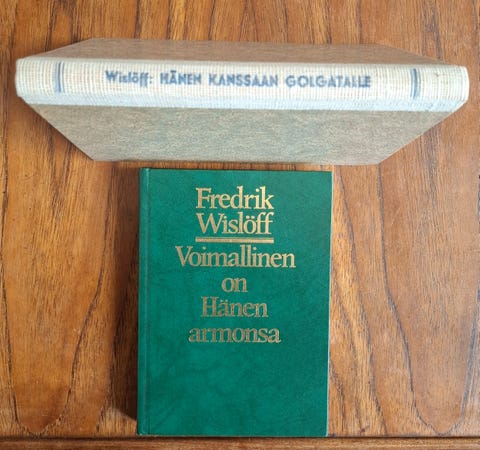 Wislöff: HÄNEN KANSSAAN GOLGATALLE
Fredrik
Wislöff
Voimallinen
on
Hänen
armonsa